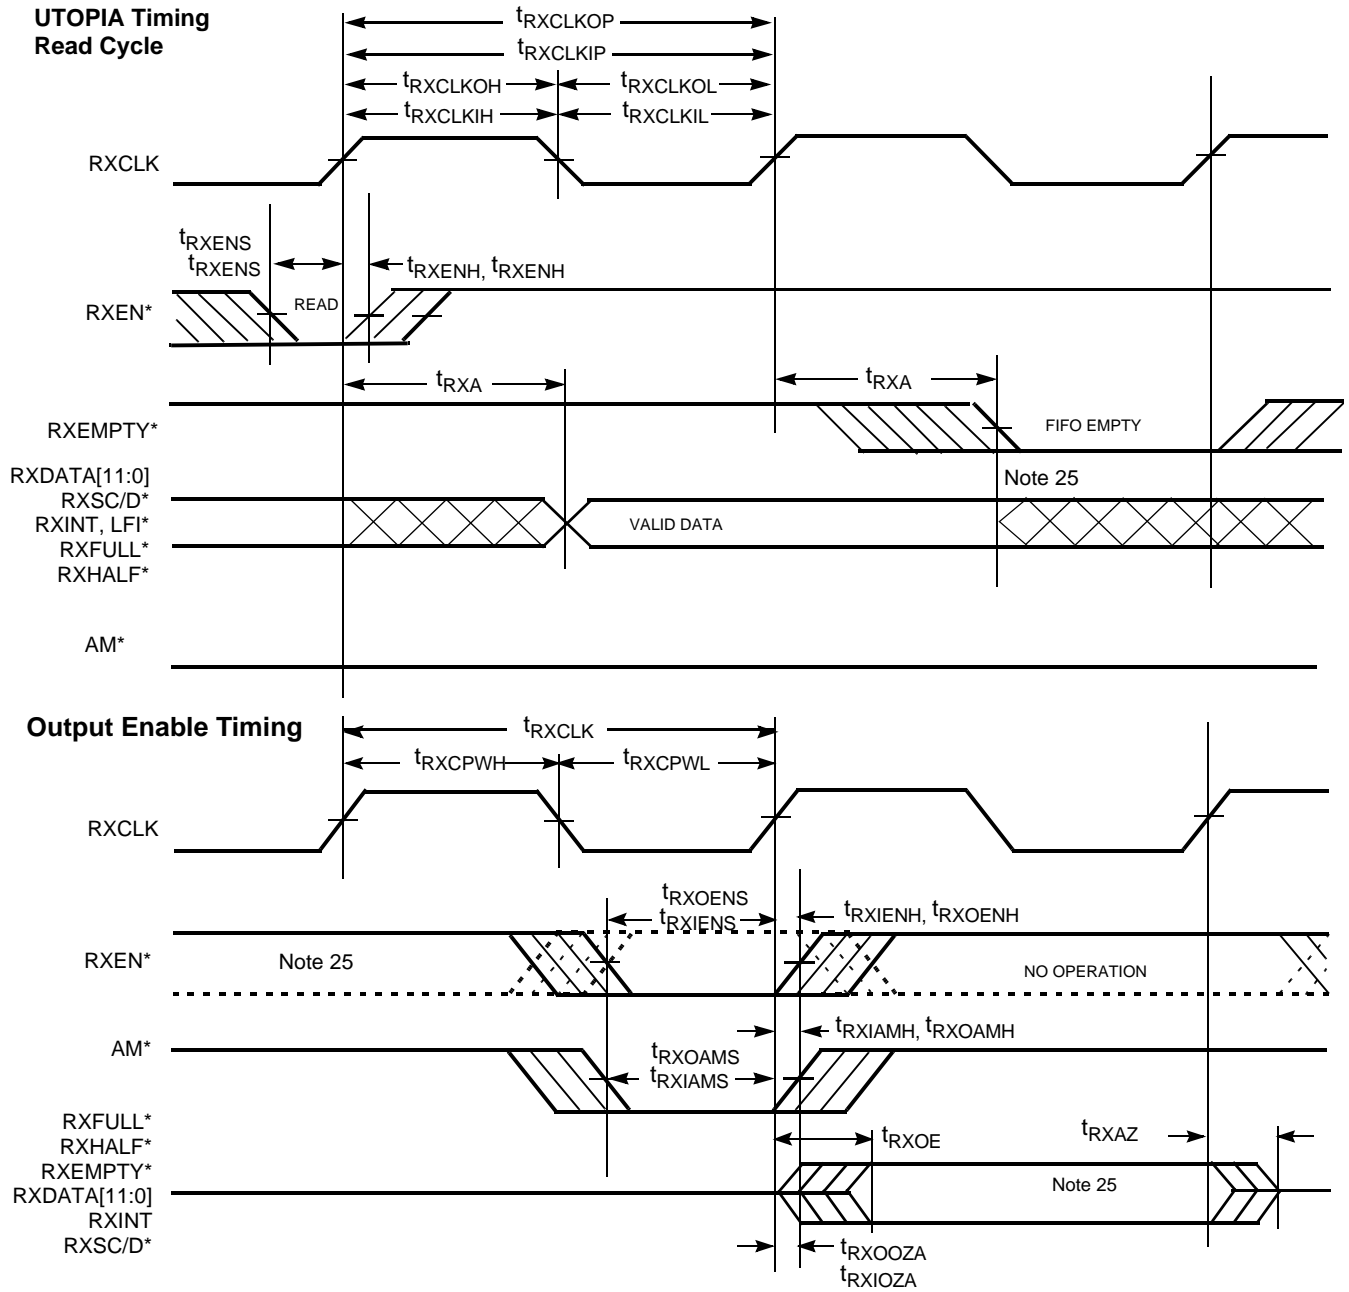 UTOPIA Timing
Read Cycle
tRXCLKOP
tRXCLKIP
tRXCLKOH
tRXCLKOL
tRXCLKIH
tRXCLKIL
RXCLK
tRXENS
tRXENS
tRXENH, tRXENH
RXEN*
READ
tRXA
tRXA
RXEMPTY*
FIFO EMPTY
RXDATA[11:0]
Note 25
RXSC/D*
RXINT, LFI*
VALID DATA
RXFULL*
RXHALF*
AM*
Output Enable Timing
tRXCLK
tRXCPWH
tRXCPWL
RXCLK
tRXOENS
tRXIENS
tRXIENH, tRXOENH
RXEN*
Note 25
NO OPERATION
tRXIAMH, tRXOAMH
AM*
tRXOAMS
tRXIAMS
RXFULL*
RXHALF*
tRXOE
tRXAZ
RXEMPTY*
RXDATA[11:0]
Note 25
RXINT
RXSC/D*
tRXOOZA
tRXIOZA